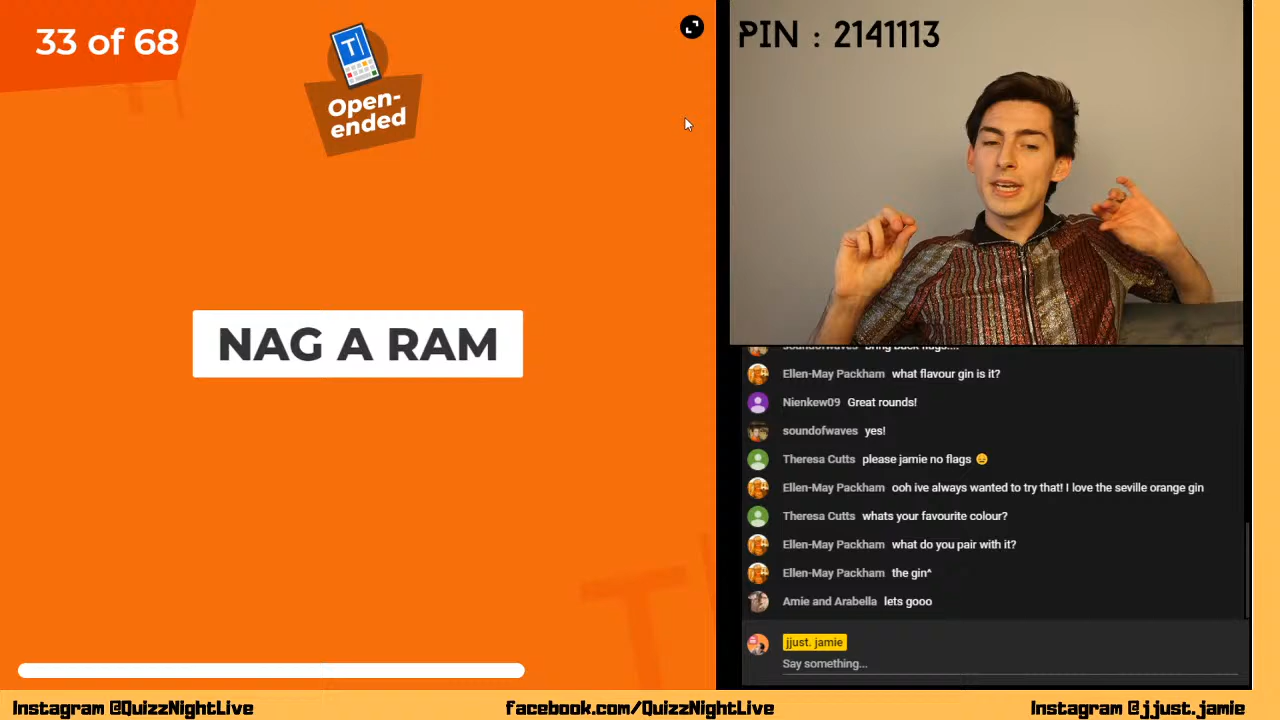 33 of 68
Open-
ended
NAG A RAM
PIN : 2141113
soundofwaves bring back flags....
Ellen-May Packham what flavour gin is it?
Nienkew09 Great rounds!
soundofwaves yes!
Theresa Cutts please jamie no flags 😔
Ellen-May Packham ooh ive always wanted to try that! I love the seville orange gin
Theresa Cutts whats your favourite colour?
Ellen-May Packham what do you pair with it?
Ellen-May Packham the gin^
Amie and Arabella lets gooo
jjust. jamie
Say something...
Instagram @QuizzNightLive
facebook.com/QuizzNightLive
Instagram @jjust.jamie